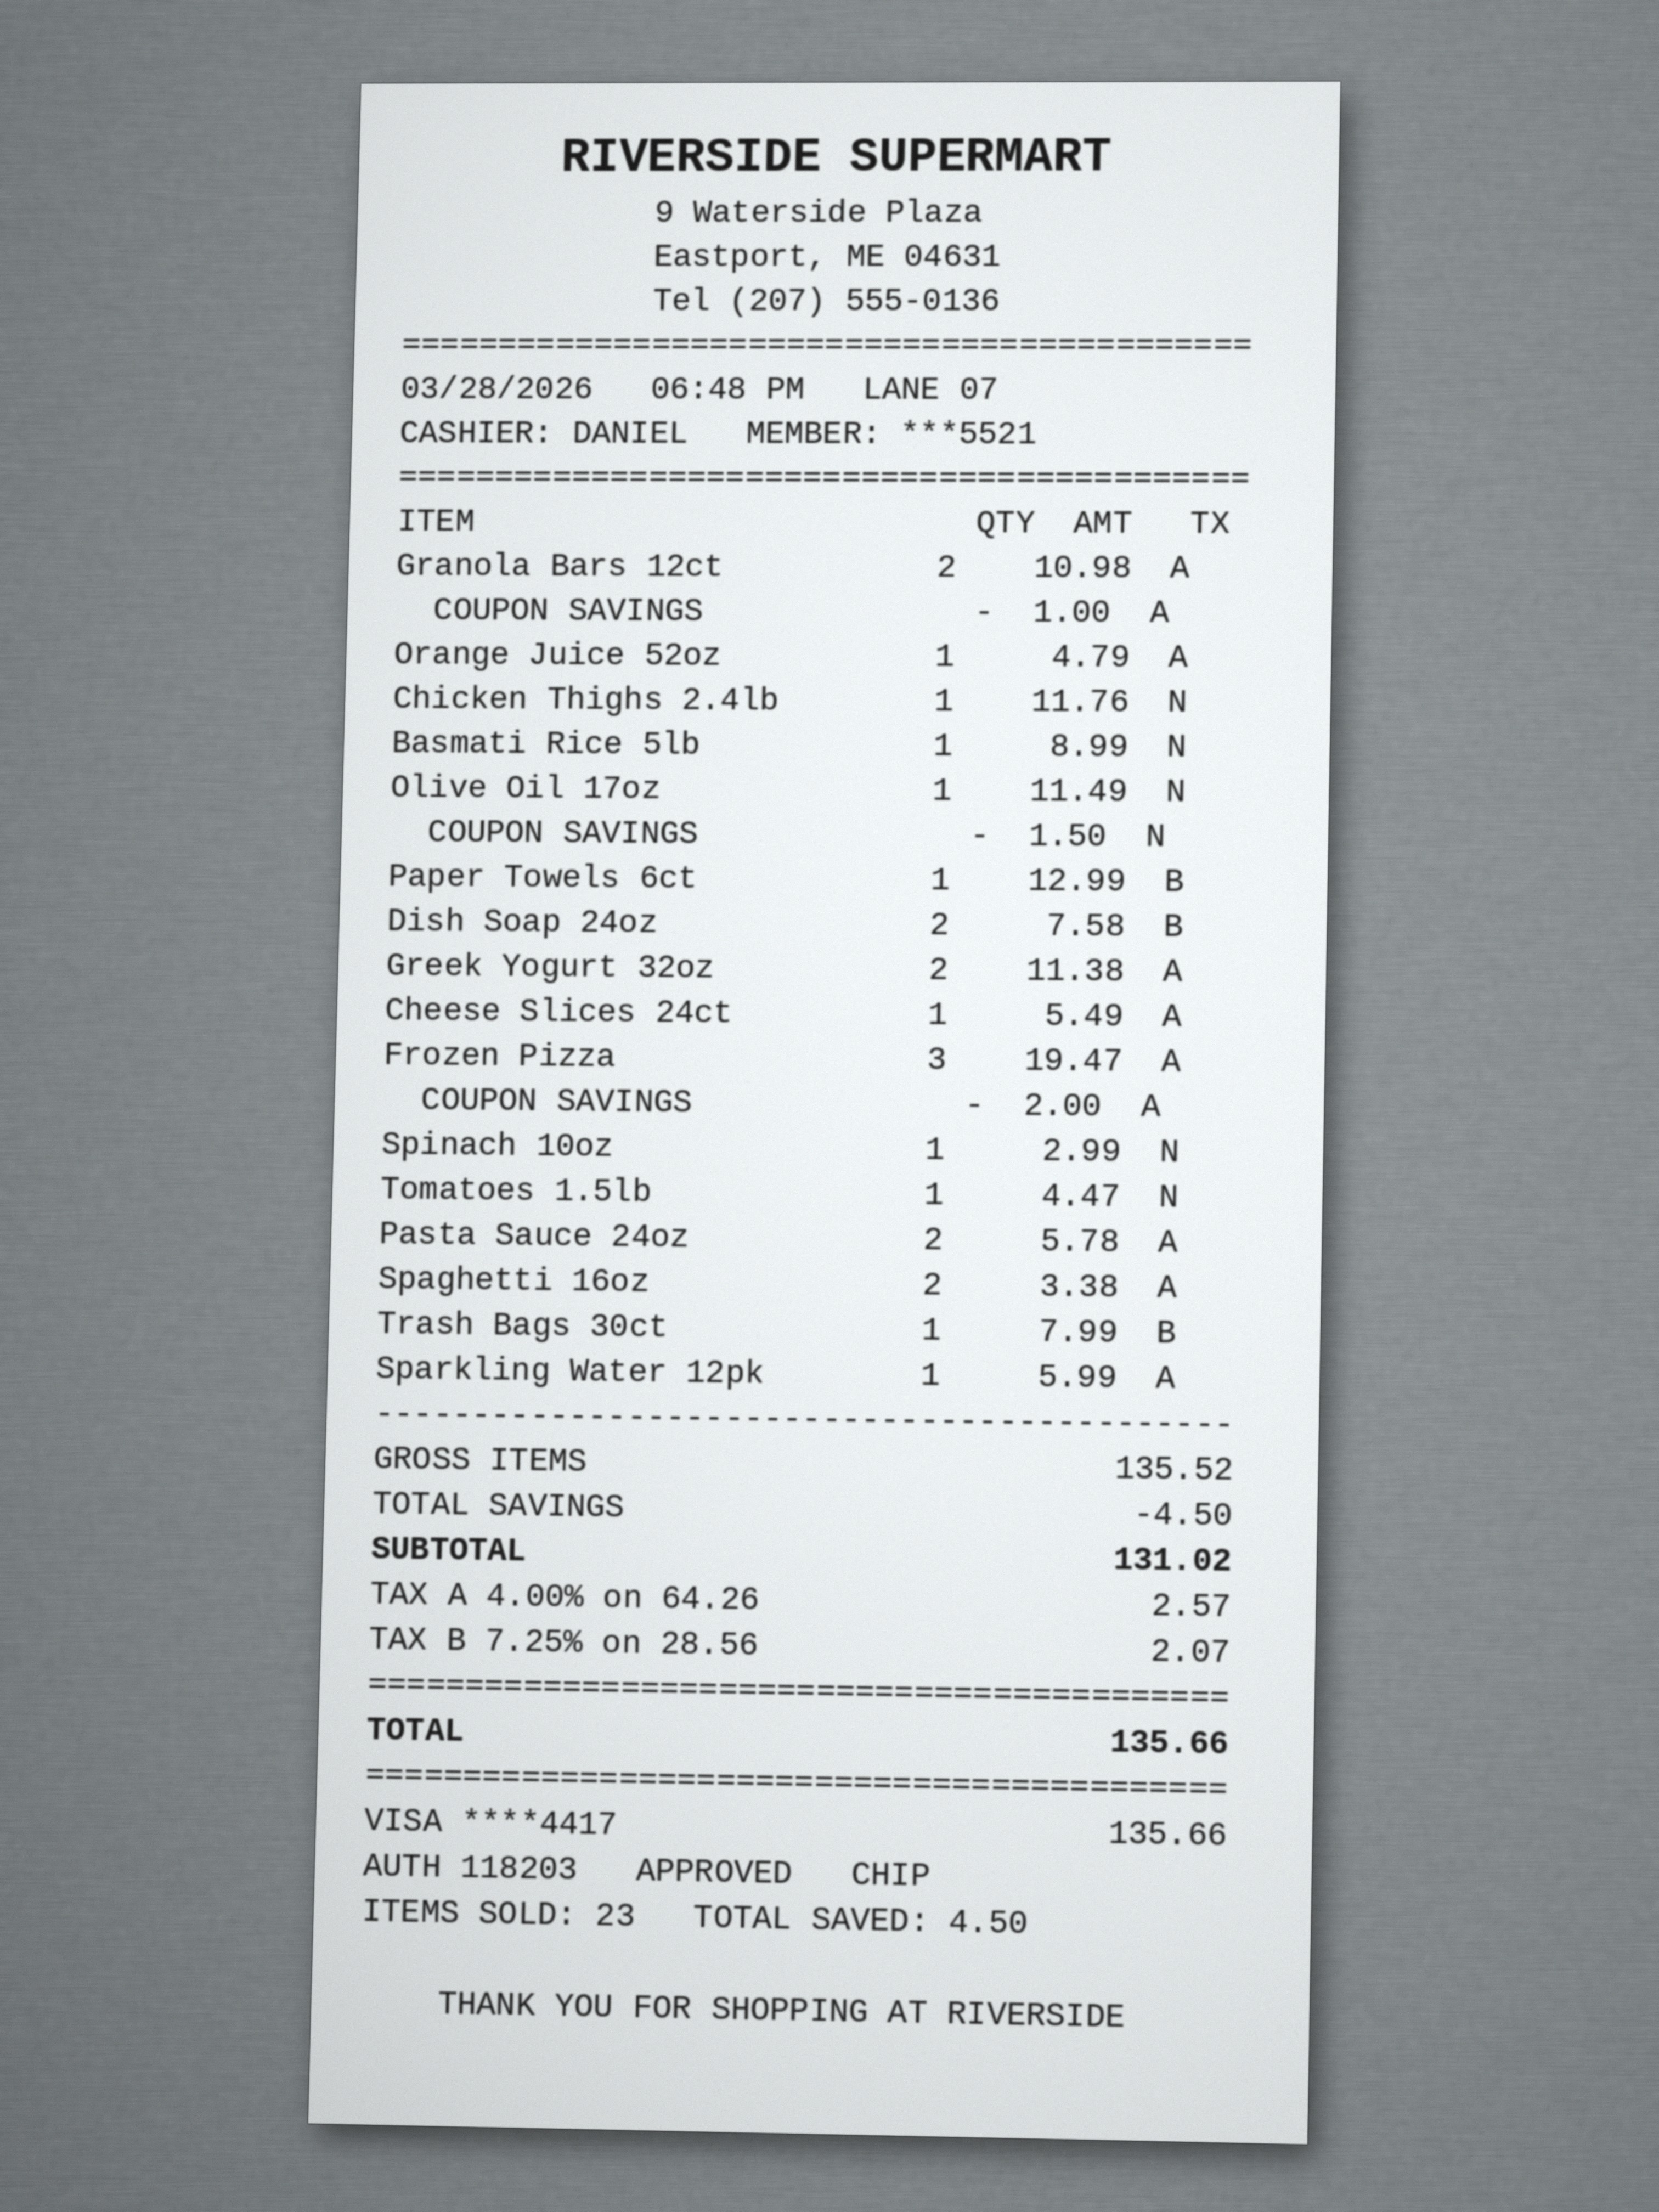 RIVERSIDE SUPERMART
9 Waterside Plaza
Eastport, ME 04631
Tel (207) 555-0136
============================================
03/28/2026   06:48 PM   LANE 07
CASHIER: DANIEL   MEMBER: ***5521
============================================
ITEM                          QTY  AMT   TX
Granola Bars 12ct           2    10.98  A
  COUPON SAVINGS              -  1.00  A
Orange Juice 52oz           1     4.79  A
Chicken Thighs 2.4lb        1    11.76  N
Basmati Rice 5lb            1     8.99  N
Olive Oil 17oz              1    11.49  N
  COUPON SAVINGS              -  1.50  N
Paper Towels 6ct            1    12.99  B
Dish Soap 24oz              2     7.58  B
Greek Yogurt 32oz           2    11.38  A
Cheese Slices 24ct          1     5.49  A
Frozen Pizza                3    19.47  A
  COUPON SAVINGS              -  2.00  A
Spinach 10oz                1     2.99  N
Tomatoes 1.5lb              1     4.47  N
Pasta Sauce 24oz            2     5.78  A
Spaghetti 16oz              2     3.38  A
Trash Bags 30ct             1     7.99  B
Sparkling Water 12pk        1     5.99  A
--------------------------------------------
GROSS ITEMS                           135.52
TOTAL SAVINGS                          -4.50
SUBTOTAL                              131.02
TAX A 4.00% on 64.26                    2.57
TAX B 7.25% on 28.56                    2.07
============================================
TOTAL                                 135.66
============================================
VISA ****4417                         135.66
AUTH 118203   APPROVED   CHIP
ITEMS SOLD: 23   TOTAL SAVED: 4.50
THANK YOU FOR SHOPPING AT RIVERSIDE